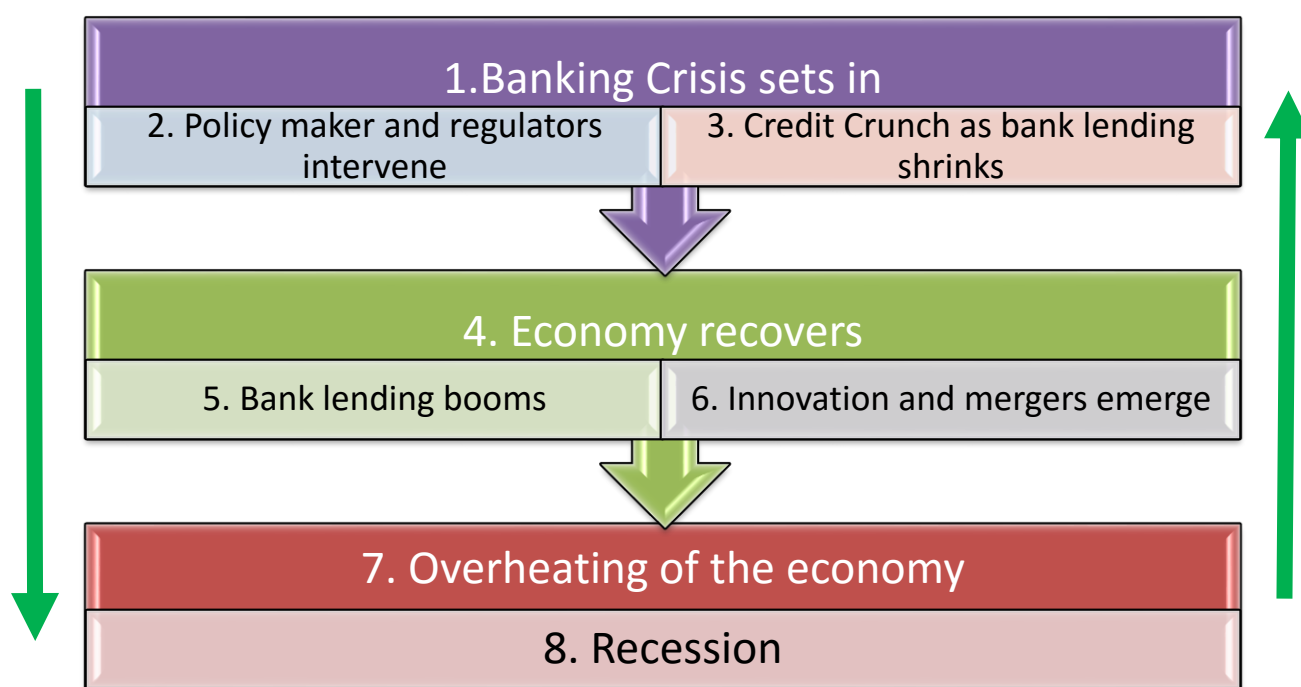 1.Banking Crisis sets in
2. Policy maker and regulators
intervene
3. Credit Crunch as bank lending
shrinks
4. Economy recovers
5. Bank lending booms
6. Innovation and mergers emerge
7. Overheating of the economy
8. Recession